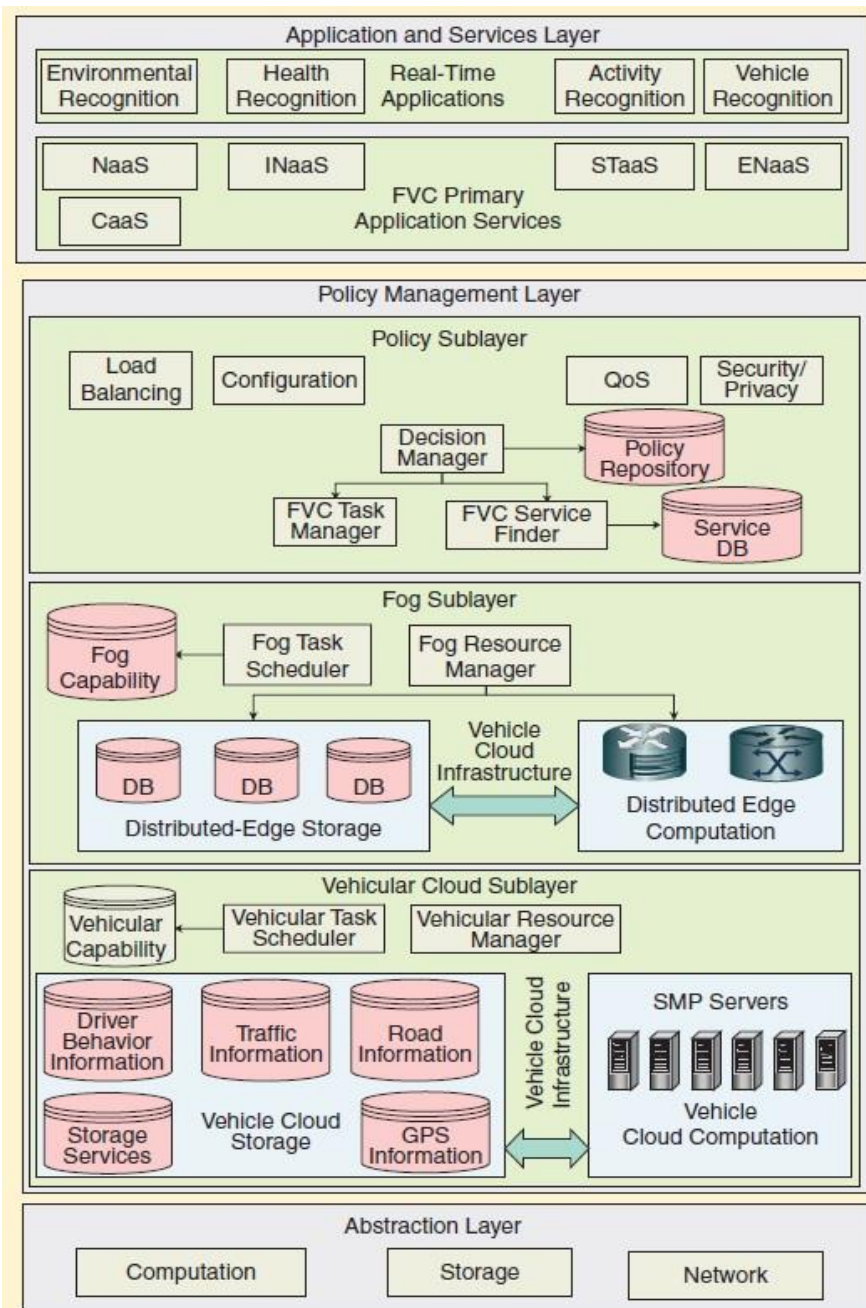 Application and Services Layer
Environmental
Recognition
Health
Recognition
Real-Time
Applications
Activity
Recognition
Vehicle
Recognition
NaaS
INaaS
STaaS
ENaaS
CaaS
FVC Primary
Application Services
Policy Management Layer
Policy Sublayer
Load
Balancing
Configuration
QoS
Security/
Privacy
Decision
Manager
Policy
Repository
FVC Task
Manager
FVC Service
Finder
Service
DB
Fog Sublayer
Fog
Capability
Fog Task
Scheduler
Fog Resource
Manager
DB
DB
DB
Distributed-Edge Storage
Vehicle
Cloud
Infrastructure
Distributed Edge
Computation
Vehicular Cloud Sublayer
Vehicular
Capability
Vehicular Task
Scheduler
Vehicular Resource
Manager
Driver
Behavior
Information
Traffic
Information
Road
Information
Storage
Services
Vehicle Cloud
Storage
GPS
Information
Vehicle Cloud
Infrastructure
SMP Servers
Vehicle
Cloud Computation
Abstraction Layer
Computation
Storage
Network